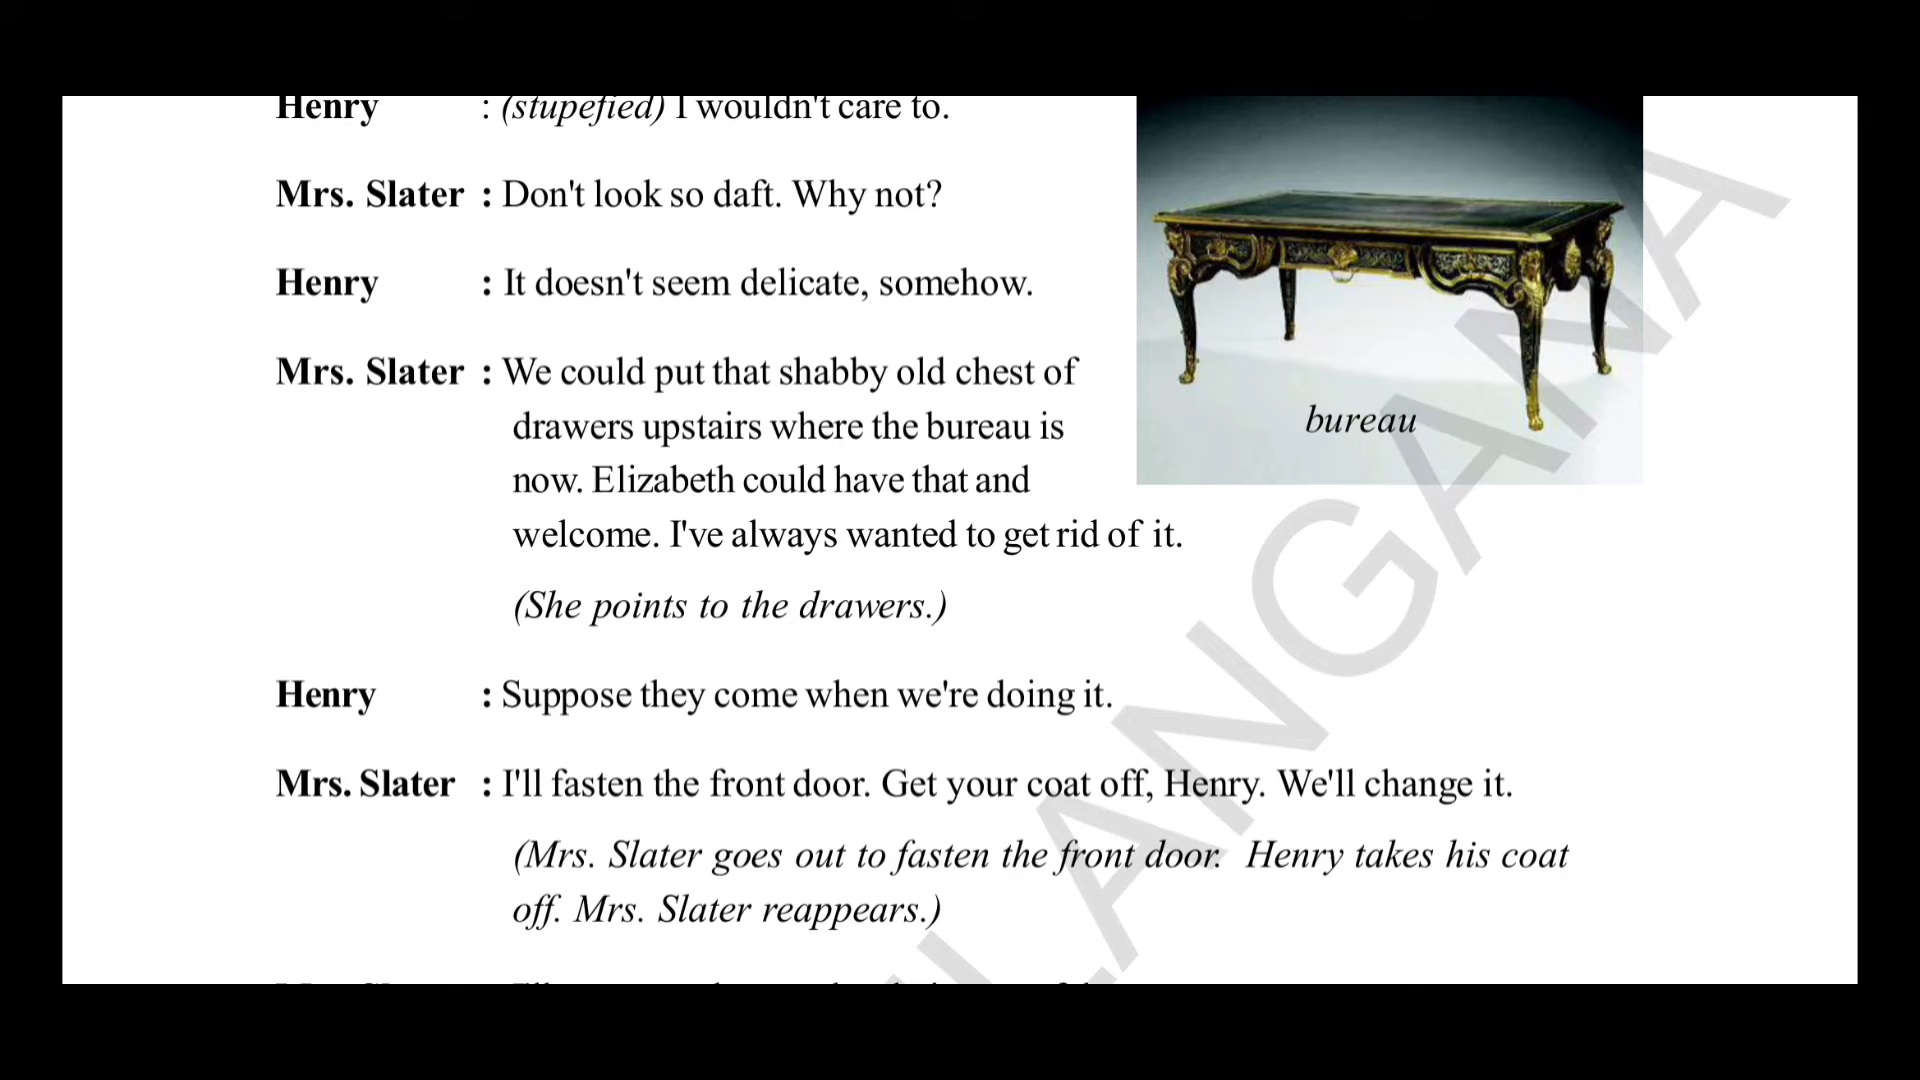 Henry : (stupefied) I wouldn't care to.
Mrs. Slater : Don't look so daft. Why not?
Henry : It doesn't seem delicate, somehow.
Mrs. Slater : We could put that shabby old chest of
drawers upstairs where the bureau is
now. Elizabeth could have that and
welcome. I've always wanted to get rid of it.
(She points to the drawers.)
bureau
Henry : Suppose they come when we're doing it.
Mrs. Slater : I'll fasten the front door. Get your coat off, Henry. We'll change it.
(Mrs. Slater goes out to fasten the front door. Henry takes his coat
off. Mrs. Slater reappears.)
LANGANA